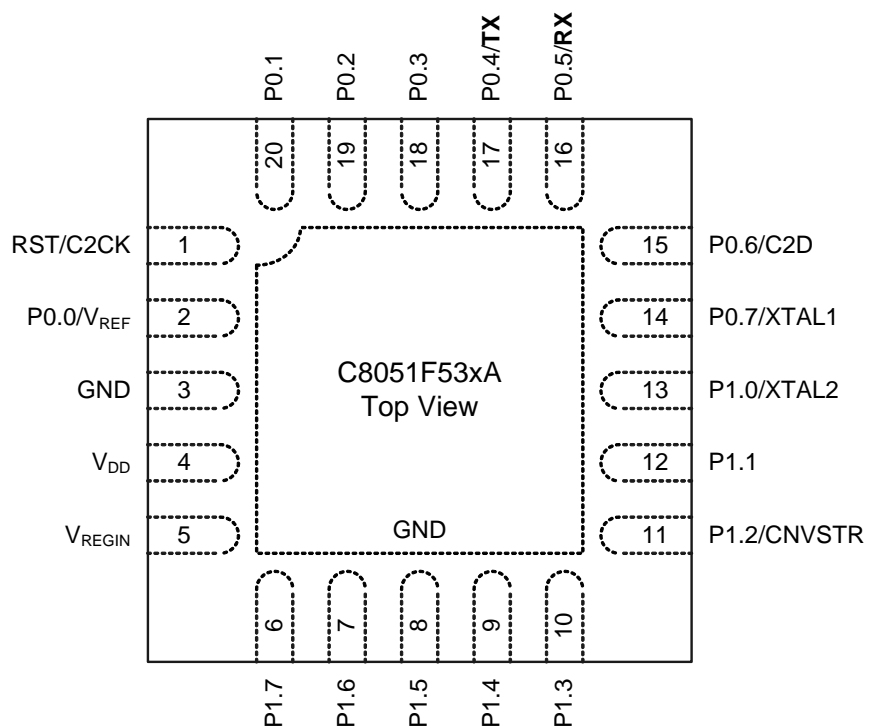 P0.1
P0.2
P0.3
P0.4/TX
P0.5/RX
20
19
18
17
16
RST/C2CK
1
15
P0.6/C2D
P0.0/VREF
2
14
P0.7/XTAL1
GND
3
13
P1.0/XTAL2
C8051F53xA
Top View
VDD
4
12
P1.1
VREGIN
5
11
P1.2/CNVSTR
GND
6
7
8
9
10
P1.7
P1.6
P1.5
P1.4
P1.3